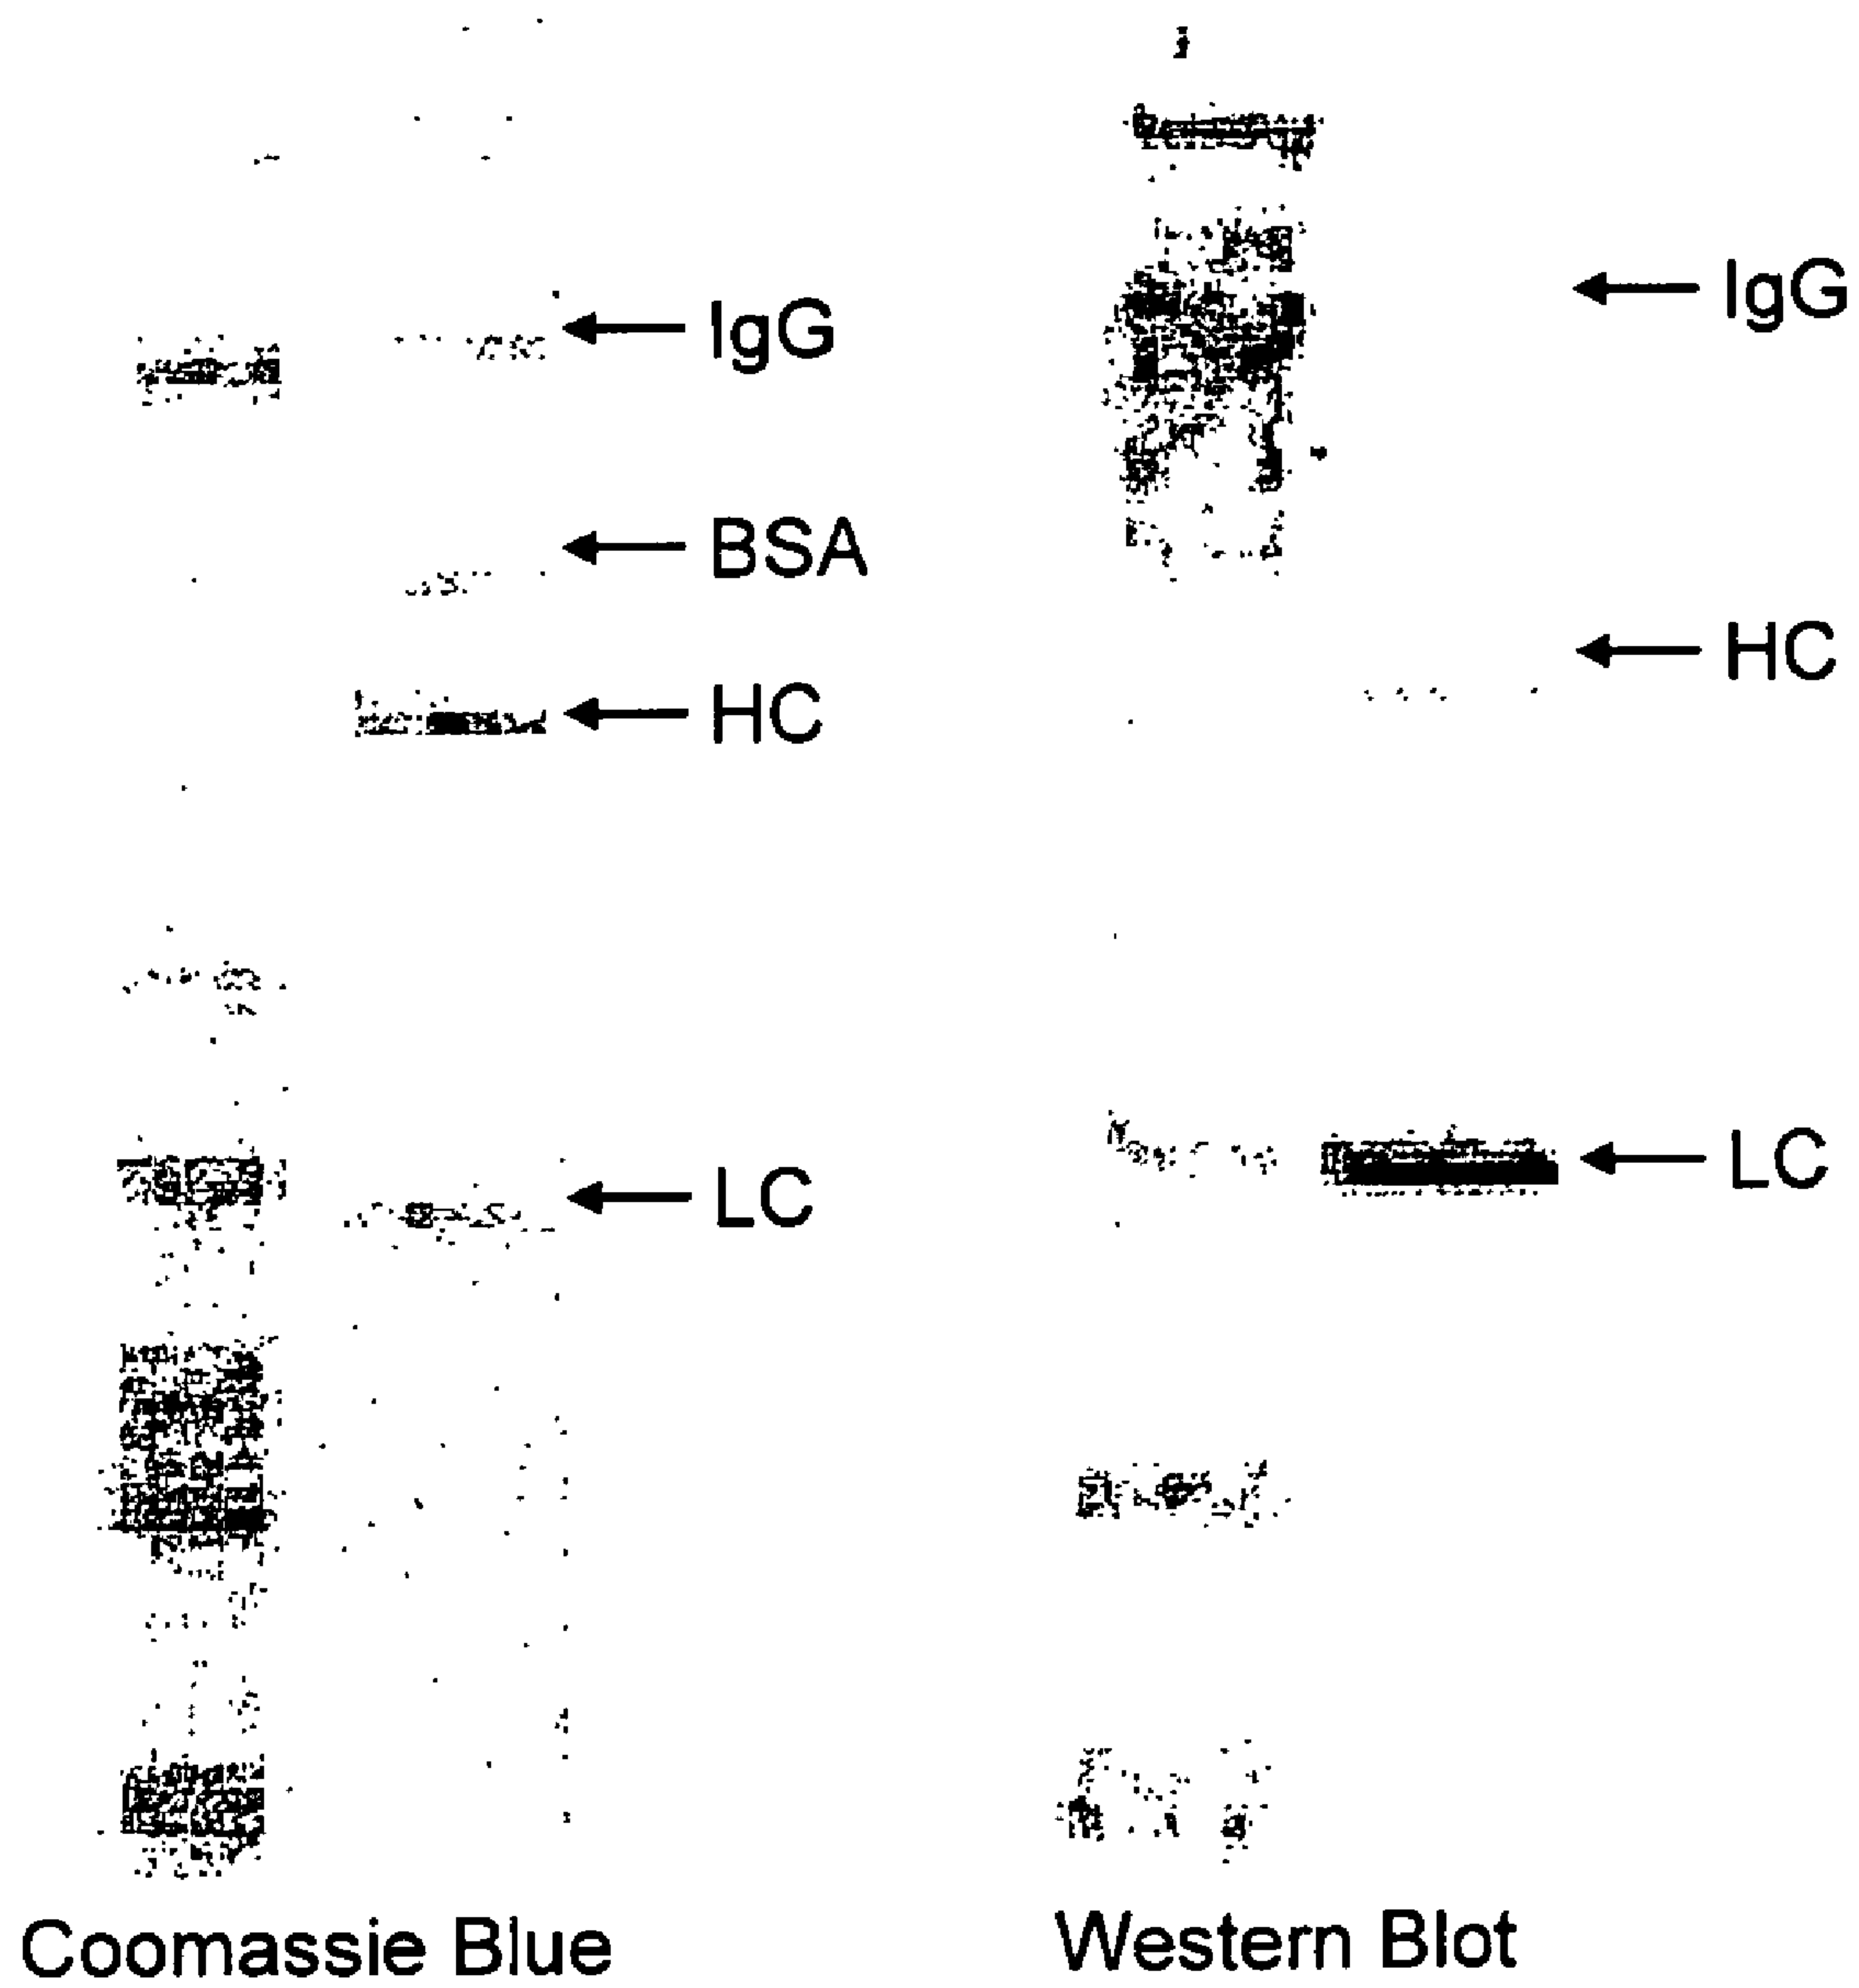 IgG
BSA
HC
LC
Coomassie Blue
IgG
HC
LC
Western Blot